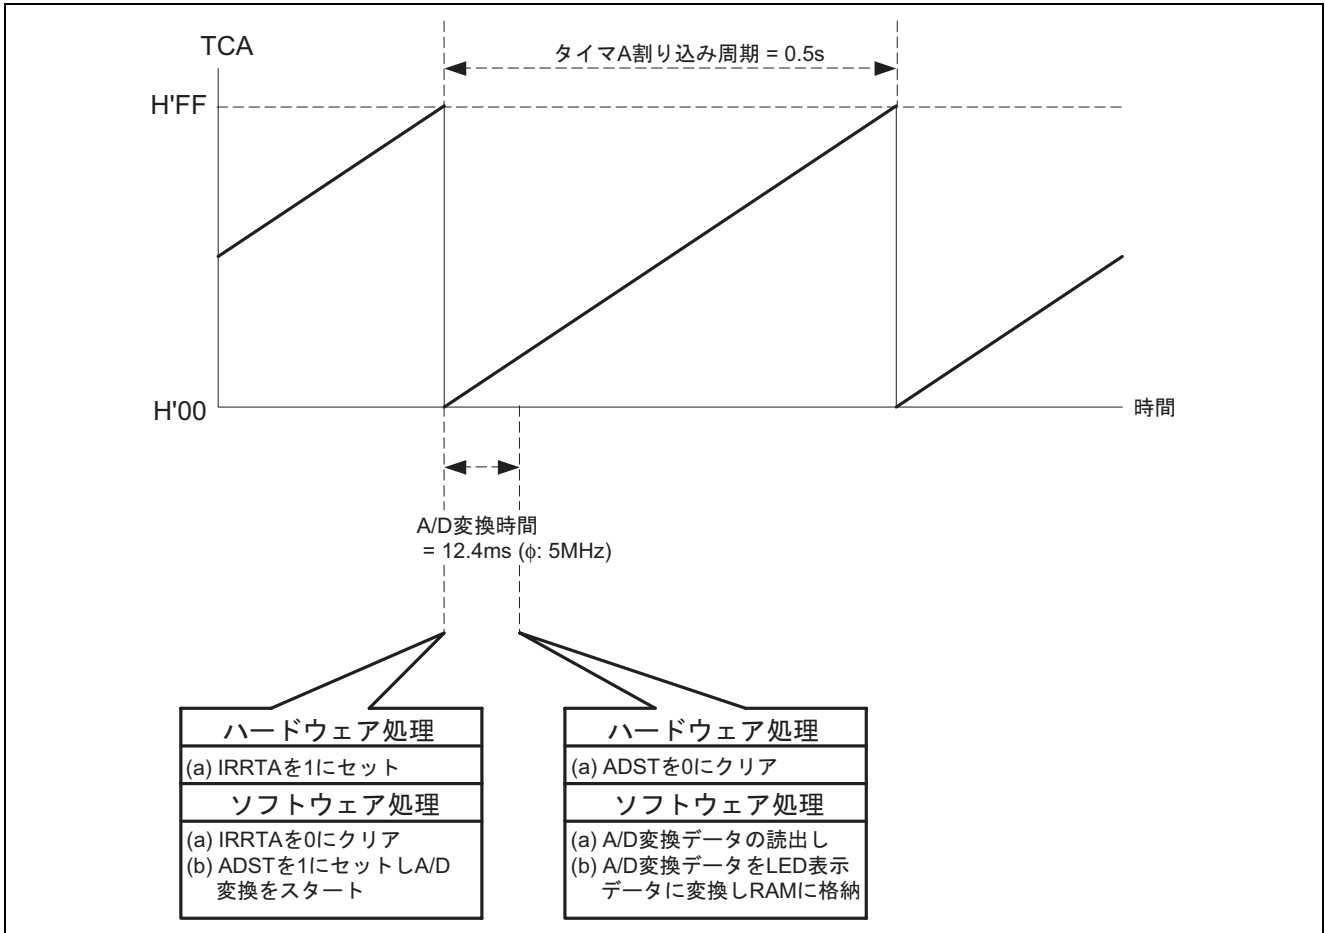 TCA
タイマA割り込み周期 = 0.5s
H'FF
H'00
時間
A/D変換時間
= 12.4ms (ϕ: 5MHz)
ハードウェア処理
(a) IRRTAを1にセット
ソフトウェア処理
(a) IRRTAを0にクリア
(b) ADSTを1にセットしA/D
変換をスタート
ハードウェア処理
(a) ADSTを0にクリア
ソフトウェア処理
(a) A/D変換データの読出し
(b) A/D変換データをLED表示
データに変換しRAMに格納